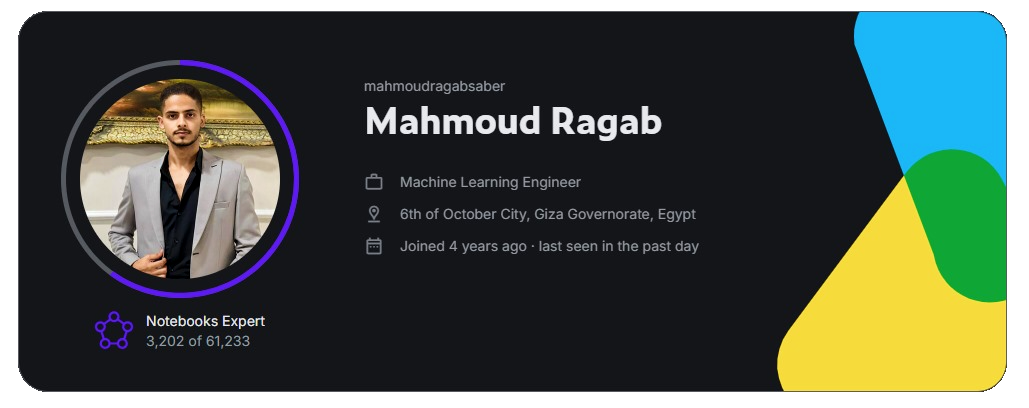 mahmoudragabsaber
Mahmoud Ragab
Machine Learning Engineer
6th of October City, Giza Governorate, Egypt
Joined 4 years ago · last seen in the past day
Notebooks Expert
3,202 of 61,233